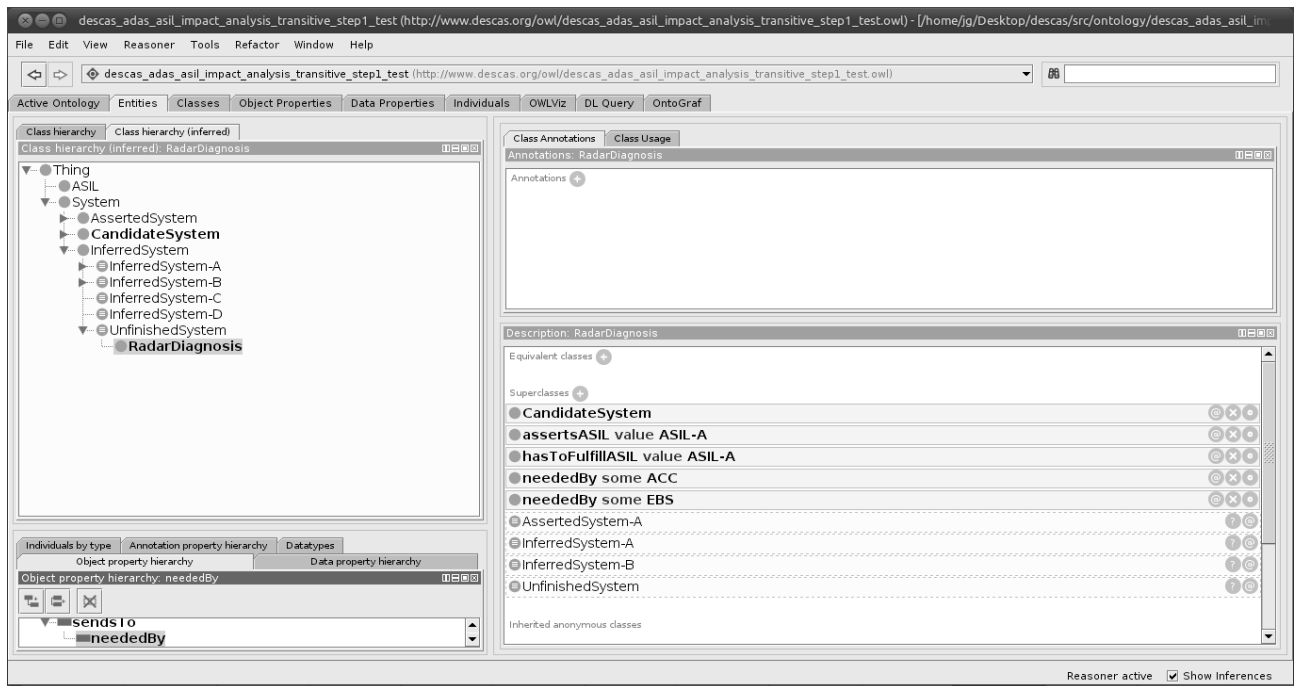 descas_adas_asil_impact_analysis_transitive_step1_test (http://www.descas.org/owl/descas_adas_asil_impact_analysis_transitive_step1_test.owl) - [/home/jg/Desktop/descas/src/ontology/descas_adas_asil_im
File Edit View Reasoner Tools Refactor Window Help
descas_adas_asil_impact_analysis_transitive_step1_test (http://www.descas.org/owl/descas_adas_asil_impact_analysis_transitive_step1_test.owl)
Active Ontology Entities Classes Object Properties Data Properties Individuals OWLViz DL Query OntoGraf
Class hierarchy Class hierarchy (inferred)
Class hierarchy (inferred): RadarDiagnosis
Thing
ASIL
System
AssertedSystem
CandidateSystem
InferredSystem
InferredSystem-A
InferredSystem-B
InferredSystem-C
InferredSystem-D
UnfinishedSystem
RadarDiagnosis
Individuals by type Annotation property hierarchy Datatypes
Object property hierarchy Data property hierarchy
Object property hierarchy: neededBy
sendsTo
neededBy
Class Annotations Class Usage
Annotations: RadarDiagnosis
Annotations
Description: RadarDiagnosis
Equivalent classes
Superclasses
CandidateSystem
assertsASIL value ASIL-A
hasToFulfillASIL value ASIL-A
neededBy some ACC
neededBy some EBS
AssertedSystem-A
InferredSystem-A
InferredSystem-B
UnfinishedSystem
Inherited anonymous classes
Reasoner active Show Inferences